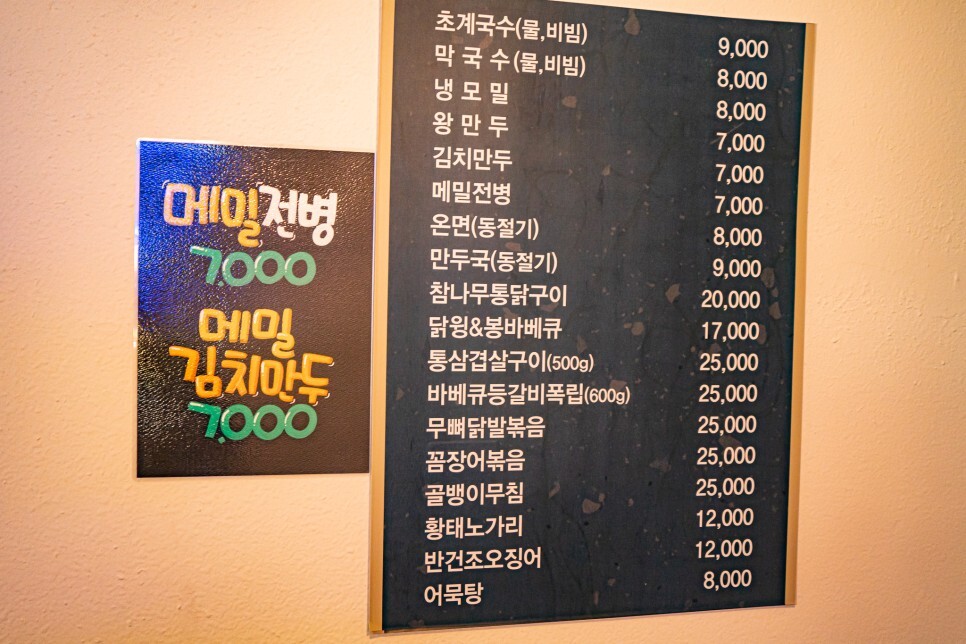 메밀전병
7.000
메밀
김치만두
7.000
초계국수(물,비빔) 9,000
막 국 수 (물,비빔) 8,000
냉 모 밀 8,000
왕 만 두 7,000
김치만두 7,000
메밀전병 7,000
온면(동절기) 8,000
만두국(동절기) 9,000
참나무통닭구이 20,000
닭윙&봉바베큐 17,000
통삼겹살구이(500g) 25,000
바베큐등갈비폭립(600g) 25,000
무뼈닭발볶음 25,000
꼼장어볶음 25,000
골뱅이무침 25,000
황태노가리 12,000
반건조오징어 12,000
어묵탕 8,000